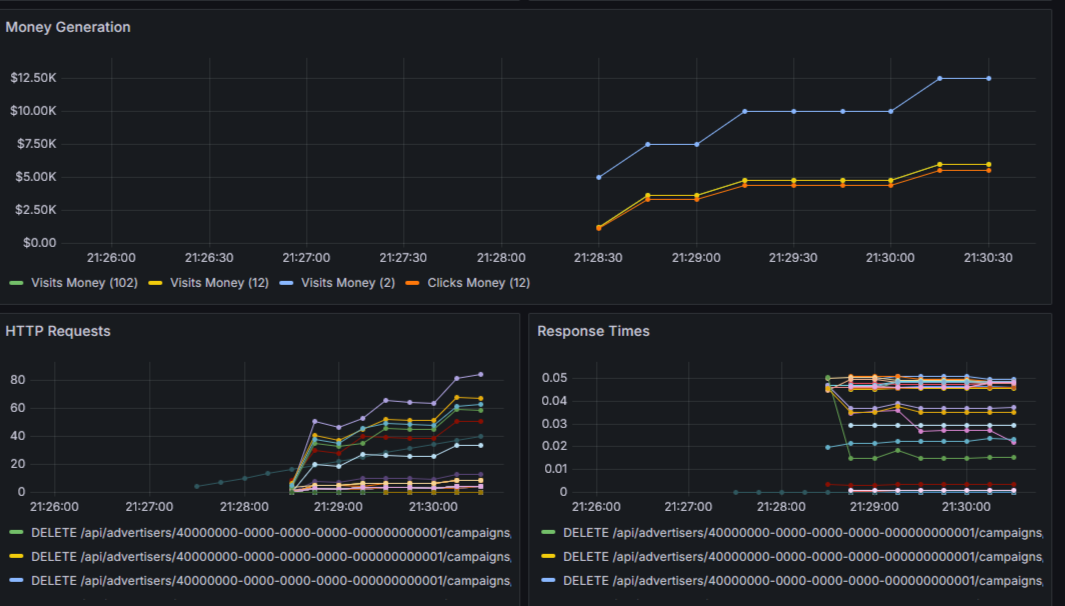 Money Generation
$12.50K
$10.00K
$7.50K
$5.00K
$2.50K
$0.00
21:26:00 21:26:30 21:27:00 21:27:30 21:28:00 21:28:30 21:29:00 21:29:30 21:30:00 21:30:30
Visits Money (102) Visits Money (12) Visits Money (2) Clicks Money (12)
HTTP Requests
80
60
40
20
0
21:26:00 21:27:00 21:28:00 21:29:00 21:30:00
DELETE /api/advertisers/40000000-0000-0000-0000-000000000001/campaigns,
DELETE /api/advertisers/40000000-0000-0000-0000-000000000001/campaigns,
DELETE /api/advertisers/40000000-0000-0000-0000-000000000001/campaigns,
Response Times
0.05
0.04
0.03
0.02
0.01
0
21:26:00 21:27:00 21:28:00 21:29:00 21:30:00
DELETE /api/advertisers/40000000-0000-0000-0000-000000000001/campaigns,
DELETE /api/advertisers/40000000-0000-0000-0000-000000000001/campaigns,
DELETE /api/advertisers/40000000-0000-0000-0000-000000000001/campaigns,